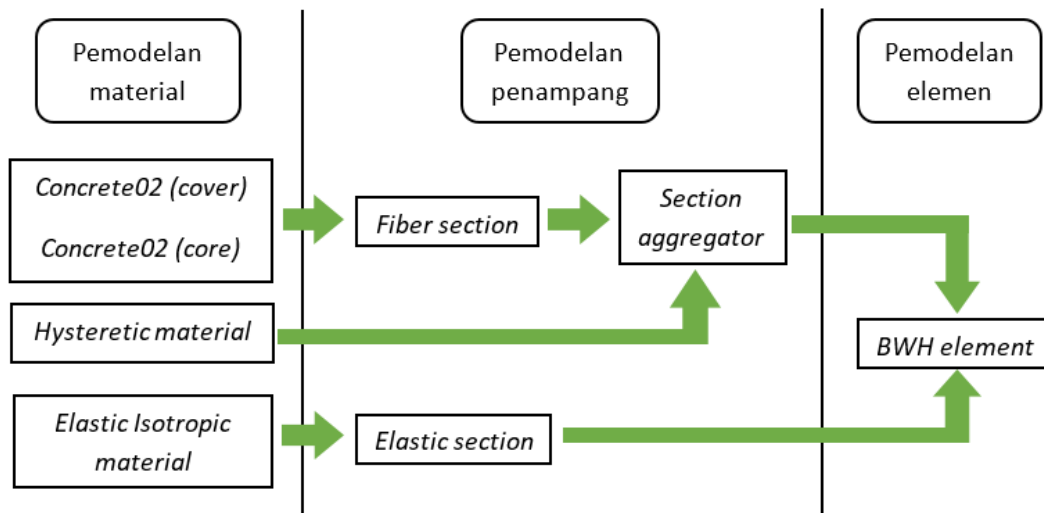 Pemodelan
material
Pemodelan
penampang
Pemodelan
elemen
Concrete02 (cover)
Concrete02 (core)
Fiber section
Section
aggregator
Hysteretic material
BWH element
Elastic Isotropic
material
Elastic section